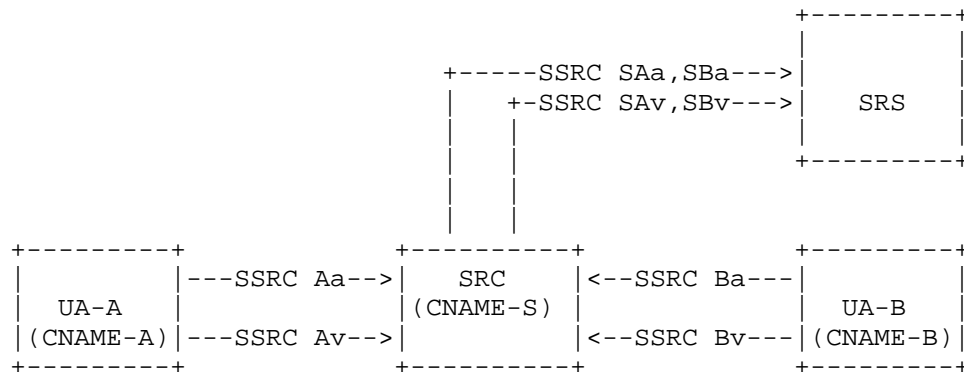 +-----SSRC SAa,SBa--->
+-SSRC SAv,SBv---> SRS
---SSRC Aa--> SRC <--SSRC Ba---
UA-A (CNAME-S) UA-B
(CNAME-A) ---SSRC Av--> <--SSRC Bv--- (CNAME-B)